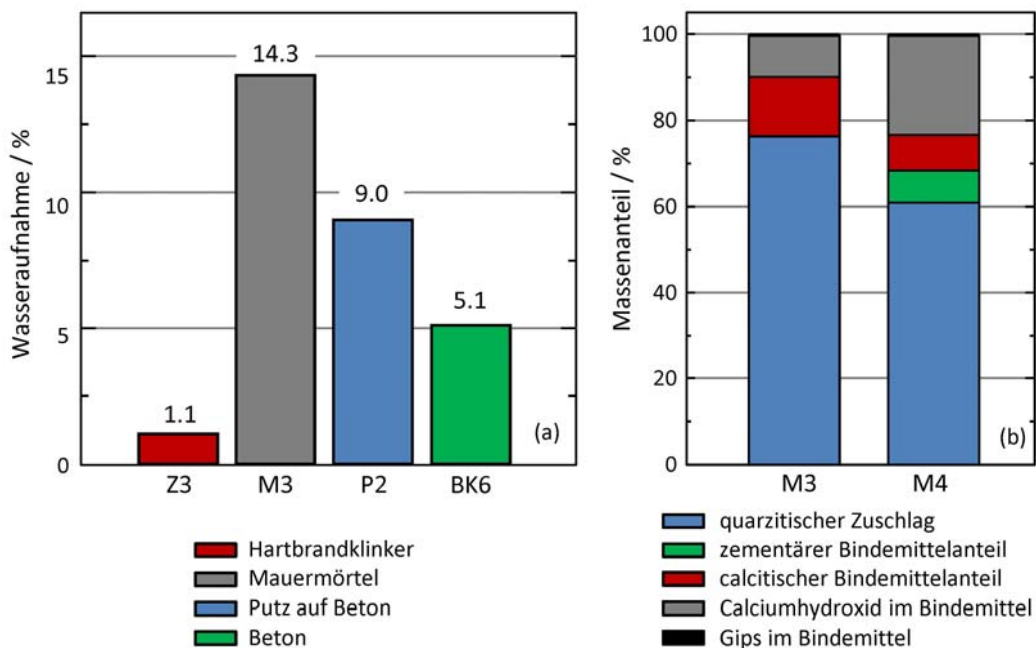 Wasseraufnahme / %
15
10
5
0
14.3
9.0
5.1
1.1
(a)
Z3 M3 P2 BK6
Hartbrandklinker
Mauermörtel
Putz auf Beton
Beton
Massenanteil / %
100
80
60
40
20
0
(b)
M3 M4
quarzitischer Zuschlag
zementärer Bindemittelanteil
calcitischer Bindemittelanteil
Calciumhydroxid im Bindemittel
Gips im Bindemittel